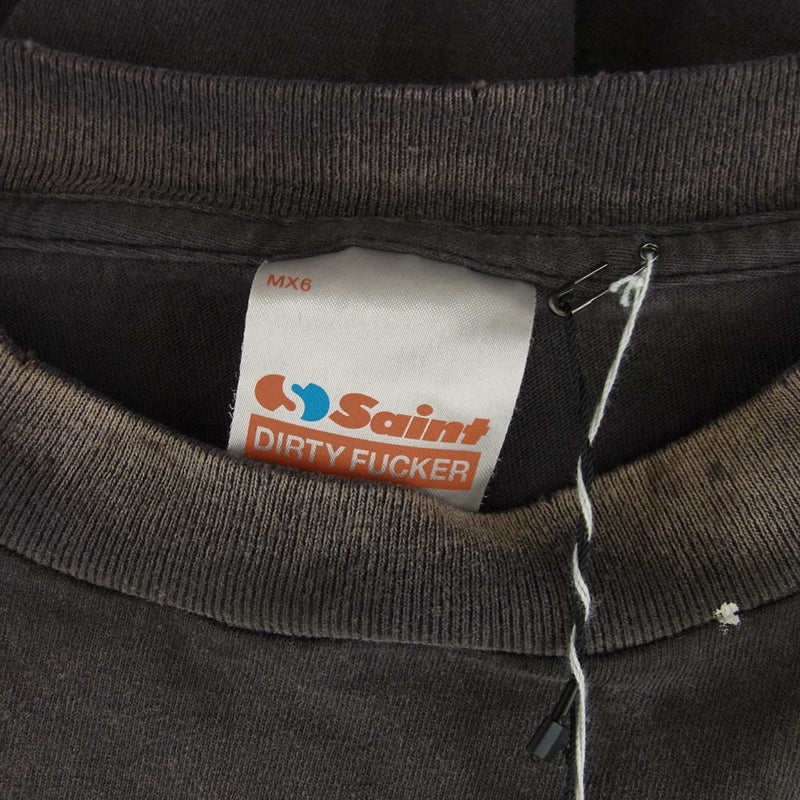 MX6
Saint
DIRTY FUCKER